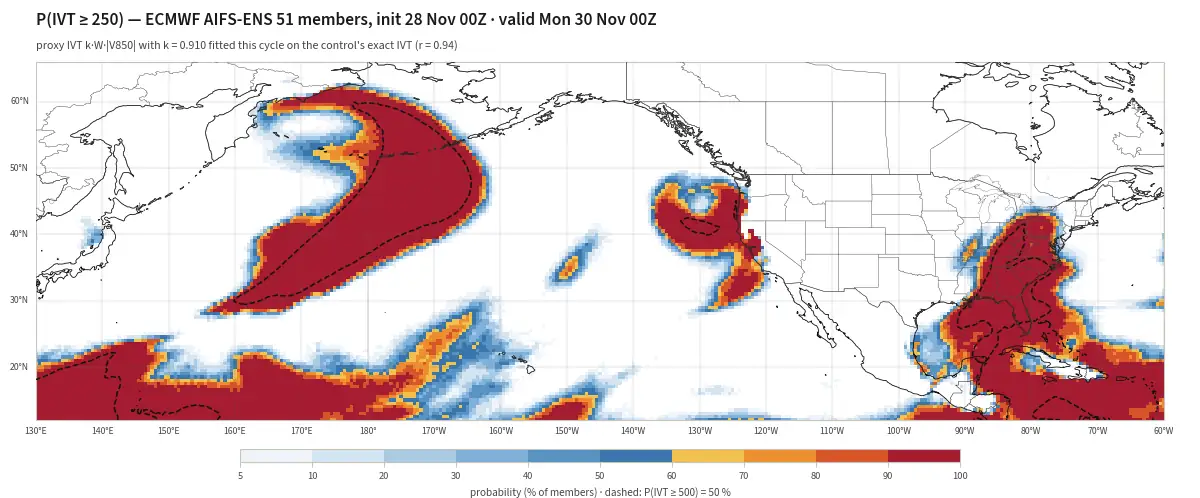 P(IVT ≥ 250) — ECMWF AIFS-ENS 51 members, init 28 Nov 00Z · valid Mon 30 Nov 00Z
proxy IVT k·W·|V850| with k = 0.910 fitted this cycle on the control's exact IVT (r = 0.94)
60°N
50°N
40°N
30°N
20°N
130°E 140°E 150°E 160°E 170°E 180° 170°W 160°W 150°W 140°W 130°W 120°W 110°W 100°W 90°W 80°W 70°W 60°W
5 10 20 30 40 50 60 70 80 90 100
probability (% of members) · dashed: P(IVT ≥ 500) = 50 %